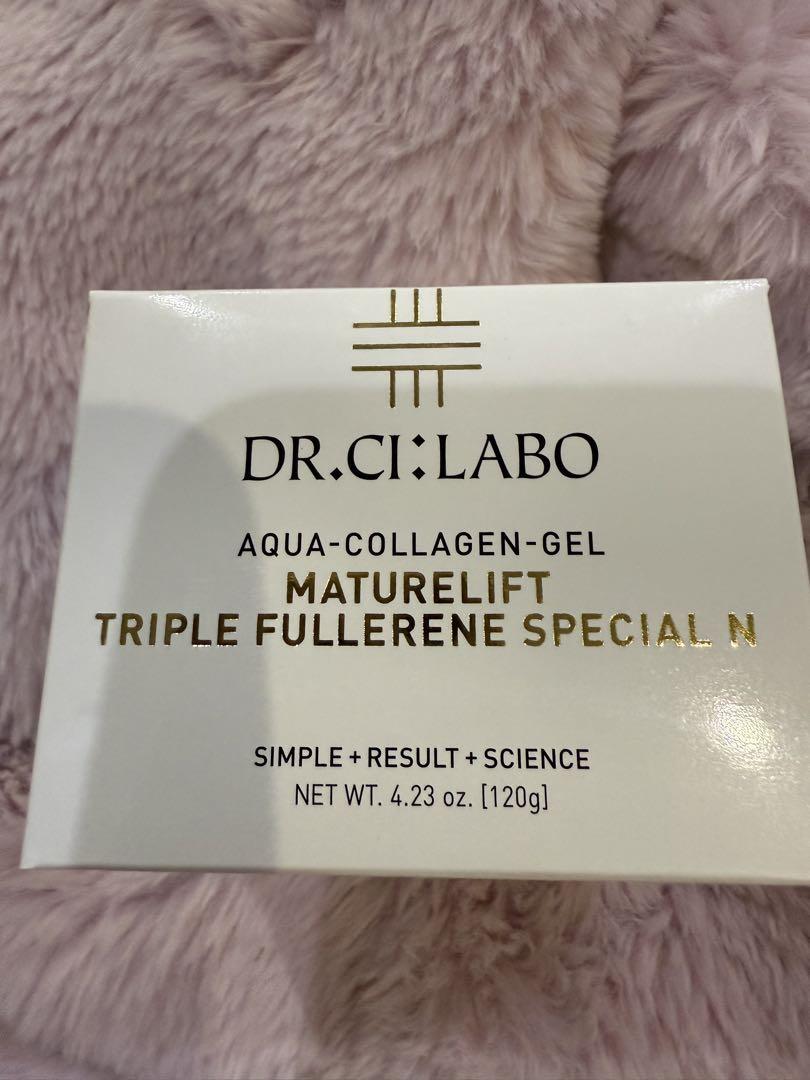 DR.CI:LABO
AQUA-COLLAGEN-GEL
MATURELIFT
TRIPLE FULLERENE SPECIAL N
SIMPLE+RESULT+SCIENCE
NET WT. 4.23 oz. [120g]